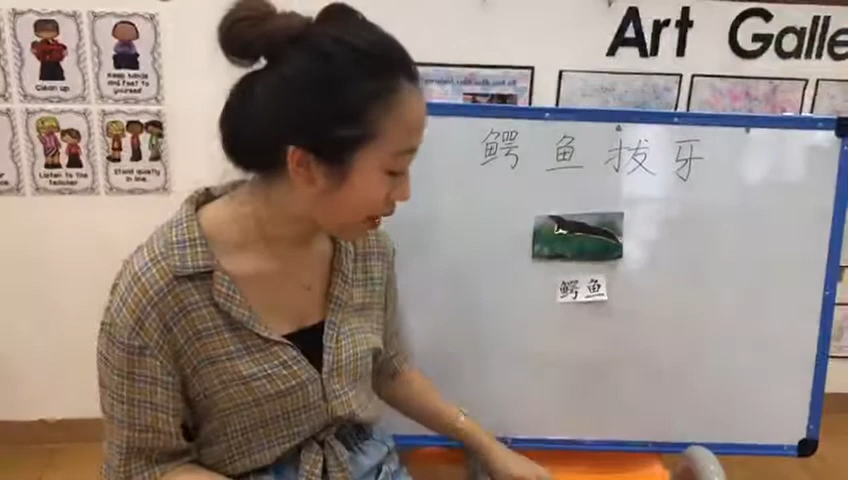 Art Galle
Clean up
Keep hands
and feet to
yourself
Listen to the
teacher
Stand quietly
in line
鳄鱼拔牙
鳄鱼